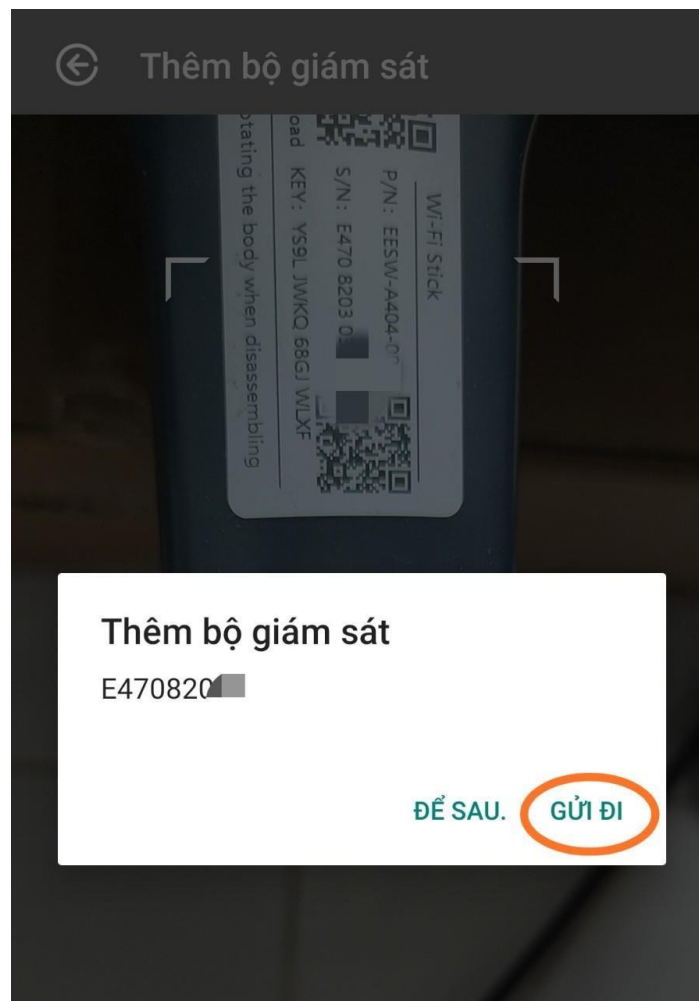 Thêm bộ giám sát
Wi-Fi Stick
P/N: EESW-A404-0
S/N: E470 8203 0
KEY: YS9L JWKQ 68GJ WLXF
otating the body when disassembling
Thêm bộ giám sát
E470820
ĐỂ SAU.
GỬI ĐI